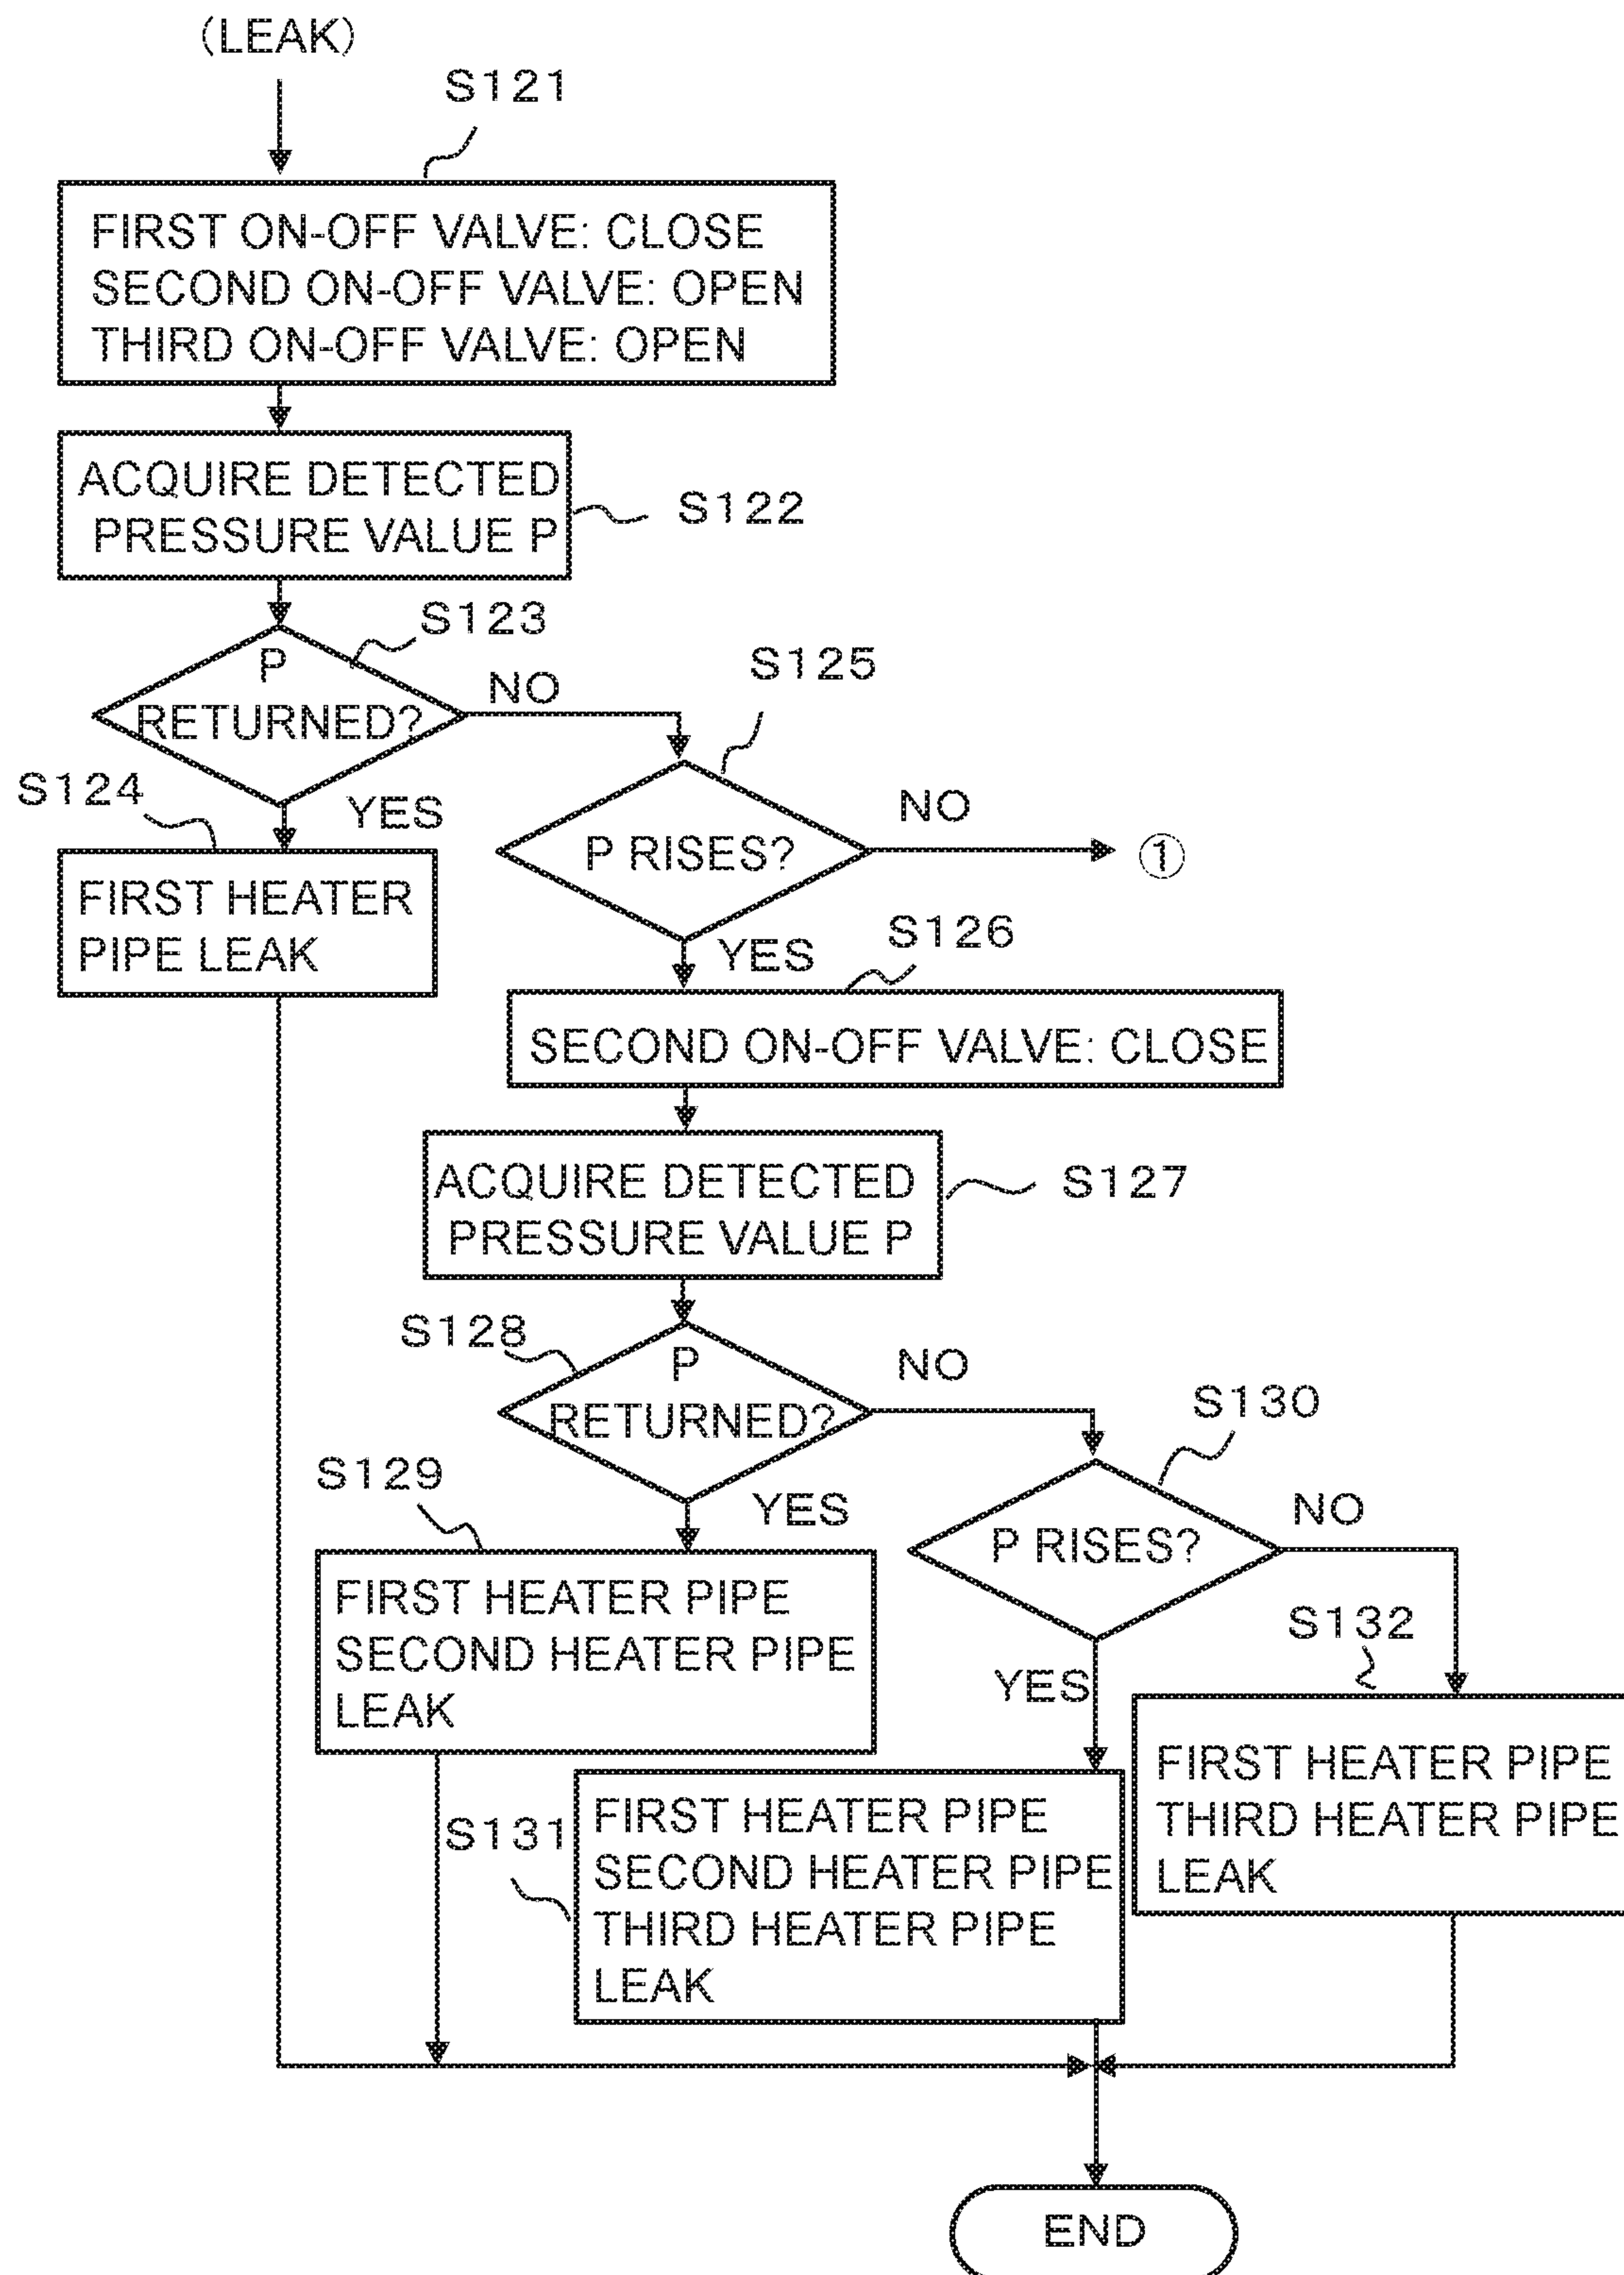 (LEAK)
S121
FIRST ON-OFF VALVE: CLOSE
SECOND ON-OFF VALVE: OPEN
THIRD ON-OFF VALVE: OPEN
ACQUIRE DETECTED
PRESSURE VALUE P
S122
S123
P
RETURNED?
NO
S125
S124
YES
P RISES?
NO
①
FIRST HEATER
PIPE LEAK
YES
S126
SECOND ON-OFF VALVE: CLOSE
ACQUIRE DETECTED
PRESSURE VALUE P
S127
S128
P
RETURNED?
NO
S130
S129
YES
P RISES?
NO
FIRST HEATER PIPE
SECOND HEATER PIPE
LEAK
YES
S132
FIRST HEATER PIPE
THIRD HEATER PIPE
LEAK
S131
FIRST HEATER PIPE
SECOND HEATER PIPE
THIRD HEATER PIPE
LEAK
END